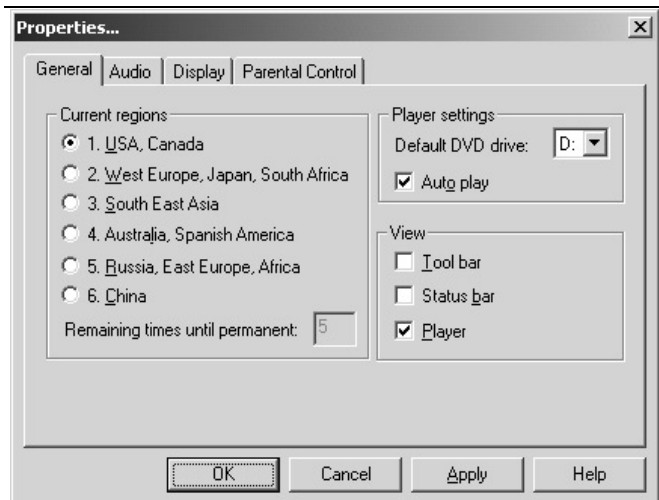 Properties...
General
Audio
Display
Parental Control
Current regions
1. USA, Canada
2. West Europe, Japan, South Africa
3. South East Asia
4. Australia, Spanish America
5. Russia, East Europe, Africa
6. China
Remaining times until permanent: 5
Player settings
Default DVD drive: D:
Auto play
View
Tool bar
Status bar
Player
OK
Cancel
Apply
Help